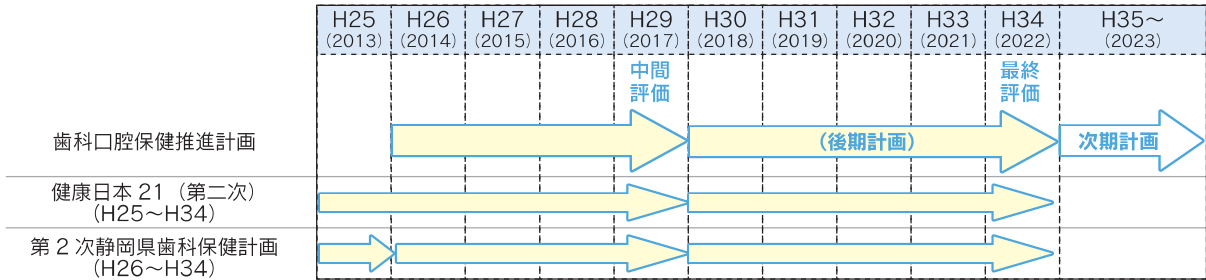 H25 H26 H27 H28 H29 H30 H31 H32 H33 H34 H35～
(2013) (2014) (2015) (2016) (2017) (2018) (2019) (2020) (2021) (2022) (2023)
中間 最終
評価 評価
歯科口腔保健推進計画 (後期計画) 次期計画
健康日本 21（第二次）
(H25～H34)
第 2 次静岡県歯科保健計画
(H26～H34)